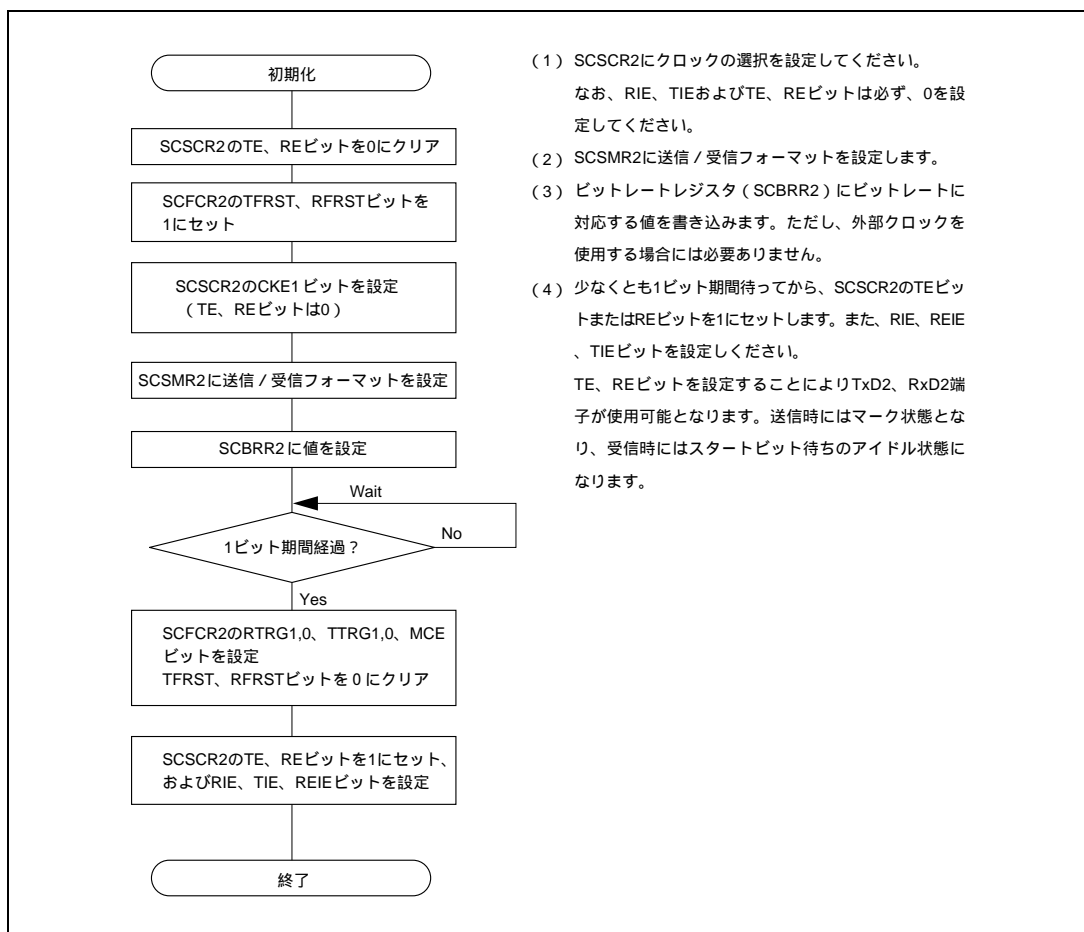 初期化
SCSCR2のTE、REビットを0にクリア
SCFCR2のTFRST、RFRSTビットを
1にセット
SCSCR2のCKE1ビットを設定
（TE、REビットは0）
SCSMR2に送信／受信フォーマットを設定
SCBRR2に値を設定
Wait
1ビット期間経過？
No
Yes
SCFCR2のRTRG1,0、TTRG1,0、MCE
ビットを設定
TFRST、RFRSTビットを０にクリア
SCSCR2のTE、REビットを1にセット、
およびRIE、TIE、REIEビットを設定
終了
（1）SCSCR2にクロックの選択を設定してください。
なお、RIE、TIEおよびTE、REビットは必ず、0を設
定してください。
（2）SCSMR2に送信／受信フォーマットを設定します。
（3）ビットレートレジスタ（SCBRR2）にビットレートに
対応する値を書き込みます。ただし、外部クロックを
使用する場合には必要ありません。
（4）少なくとも1ビット期間待ってから、SCSCR2のTEビッ
トまたはREビットを1にセットします。また、RIE、REIE
、TIEビットを設定しください。
TE、REビットを設定することによりTxD2、RxD2端
子が使用可能となります。送信時にはマーク状態とな
り、受信時にはスタートビット待ちのアイドル状態に
なります。